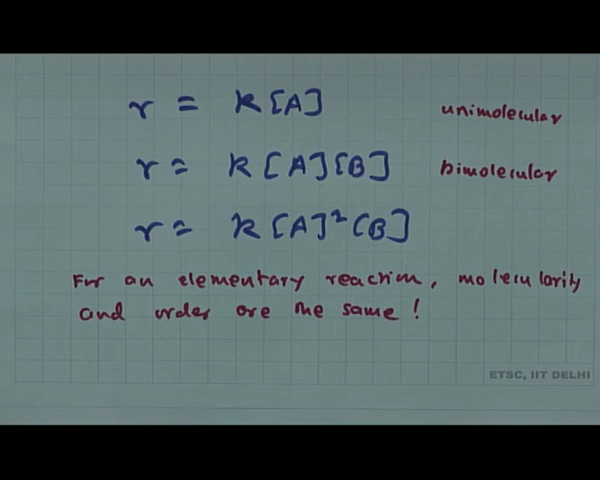 r = k[A] unimolecular
r = k[A][B] bimolecular
r = k[A]²[B]
For an elementary reaction, molecularity
and order are the same !
ETSC, IIT DELHI